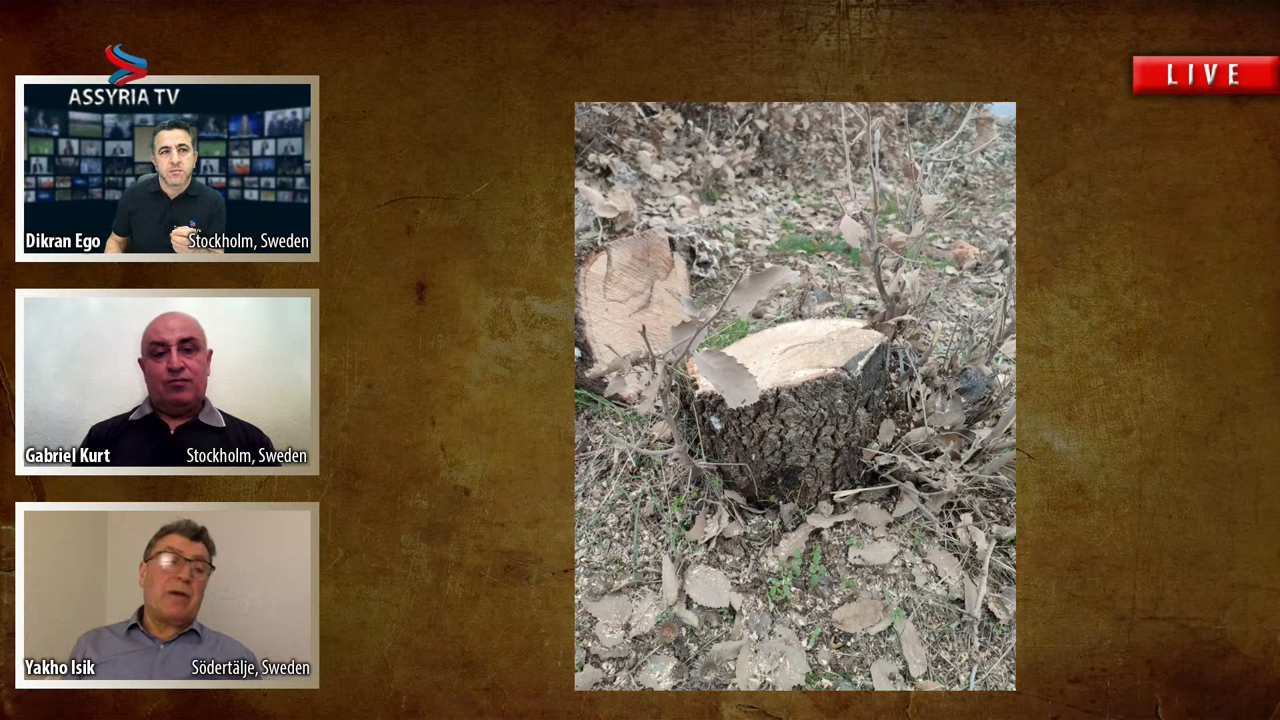 ASSYRIA TV
LIVE
Dikran Ego
Stockholm, Sweden
Gabriel Kurt
Stockholm, Sweden
Yakho Isik
Södertälje, Sweden